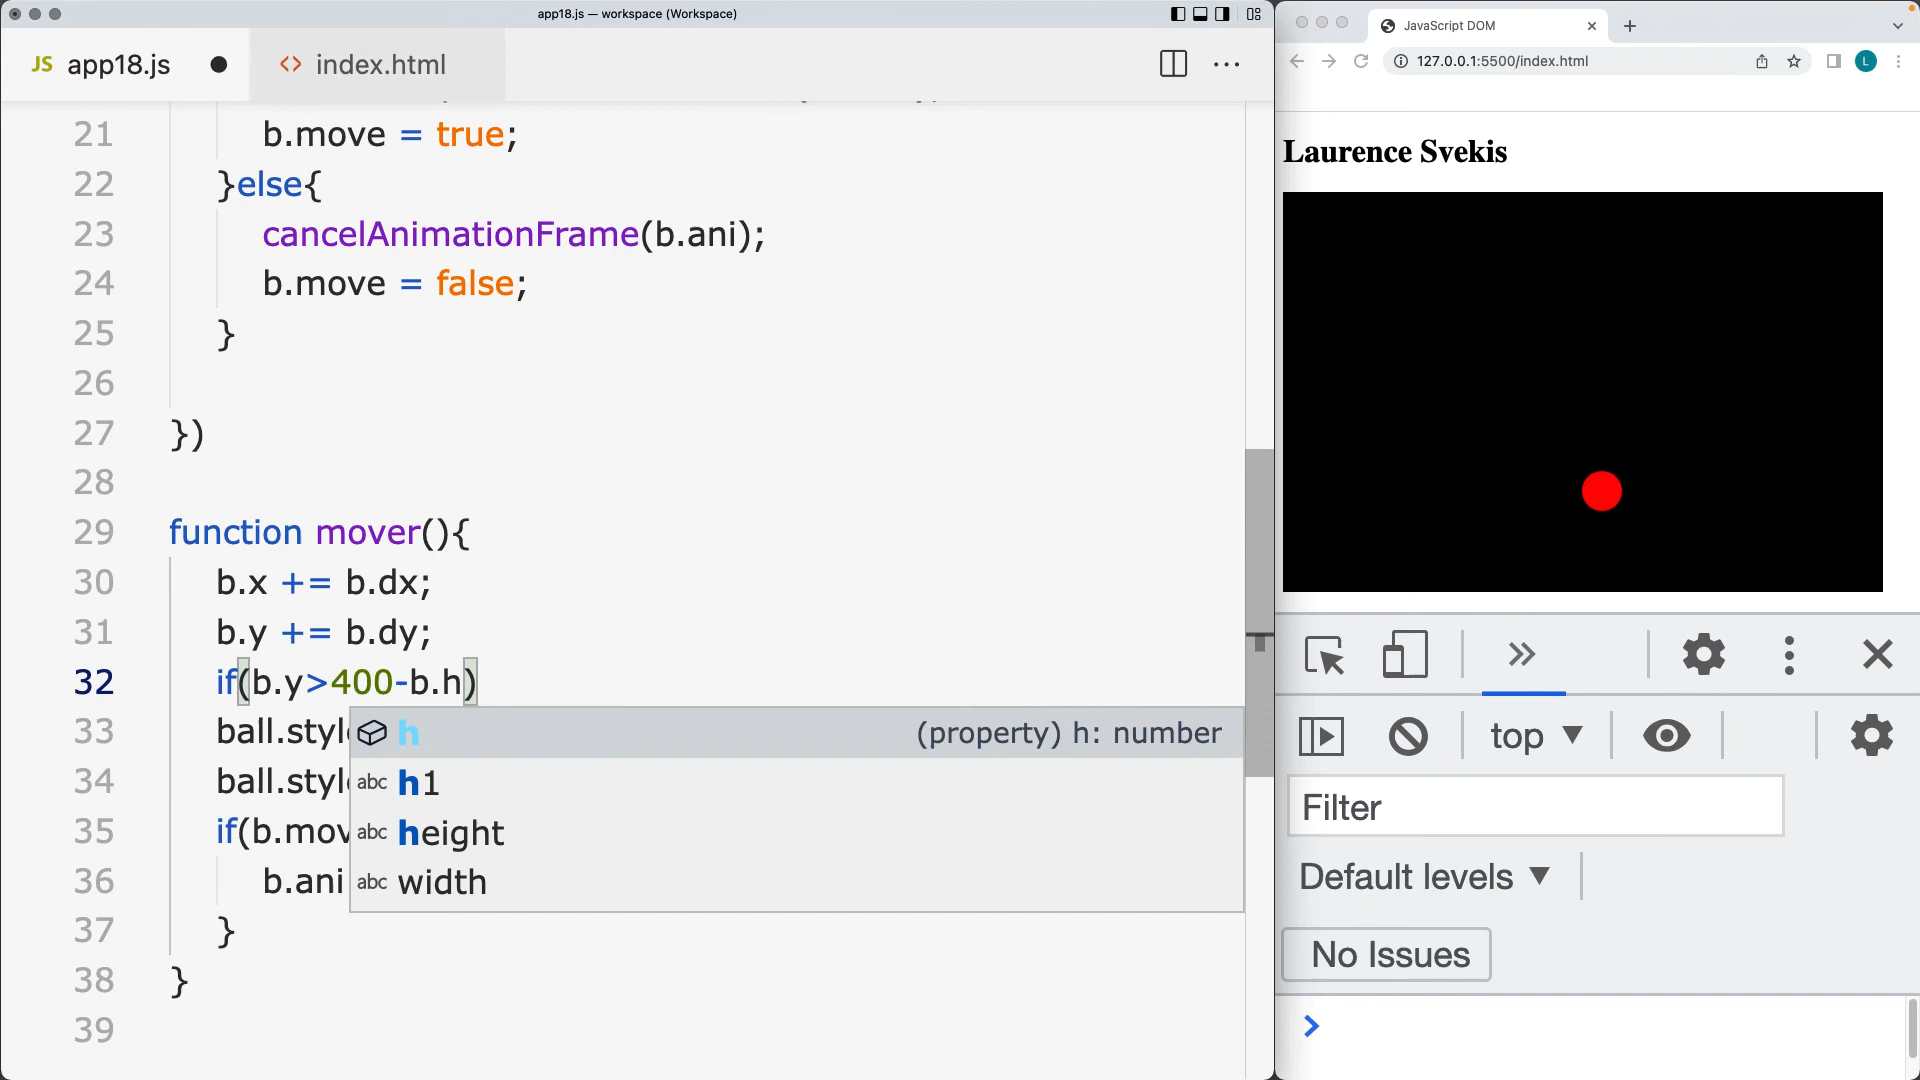 app18.js — workspace (Workspace)
JS app18.js
<> index.html
21 b.move = true;
22 }else{
23 cancelAnimationFrame(b.ani);
24 b.move = false;
25 }
26
27 })
28
29 function mover(){
30 b.x += b.dx;
31 b.y += b.dy;
32 if(b.y>400-b.h)
33 ball.style
34 ball.style
35 if(b.mov
36 b.ani
37 }
38 }
39
h (property) h: number
abc h1
abc height
abc width
JavaScript DOM
127.0.0.1:5500/index.html
L
Laurence Svekis
top
Filter
Default levels
No Issues